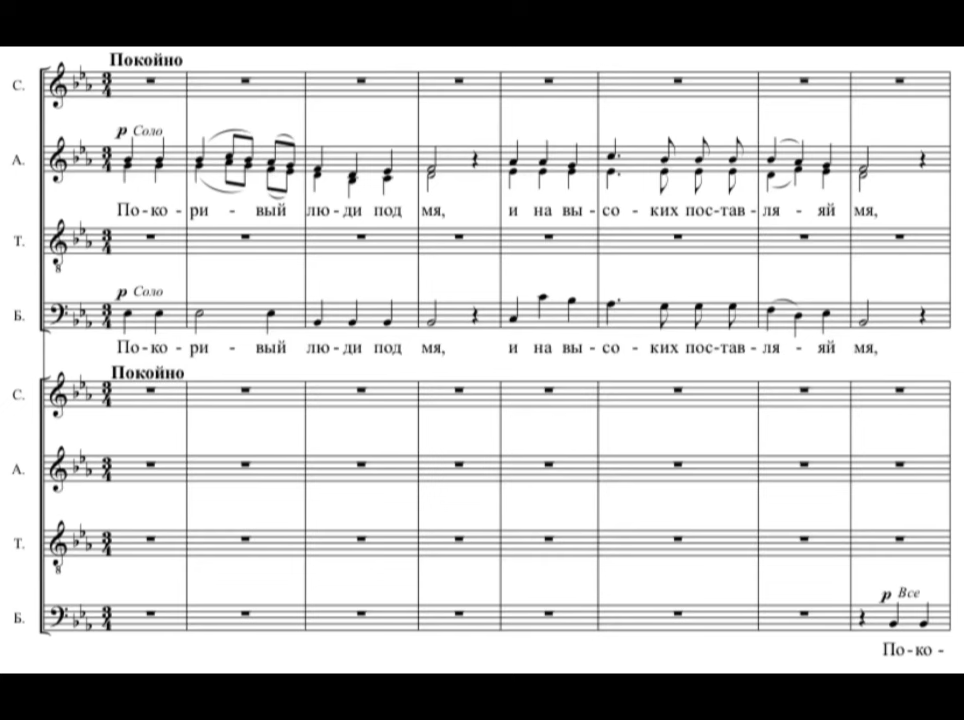 Покойно
С.
p Соло
А.
По-ко - ри - вый лю-ди под мя, и на вы - со - ких пос-тав-ля - яй мя,
Т.
8
p Соло
Б.
По-ко - ри - вый лю-ди под мя, и на вы - со - ких пос-тав-ля - яй мя,
Покойно
С.
А.
Т.
8
p Все
Б.
По-ко -